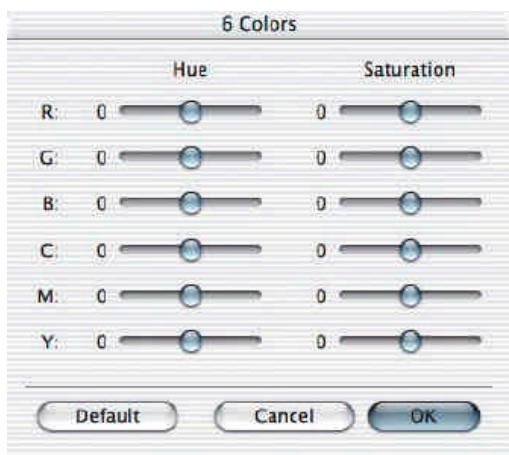 6 Colors
Hue Saturation
R: 0 0
G: 0 0
B: 0 0
C: 0 0
M: 0 0
Y: 0 0
Default Cancel OK